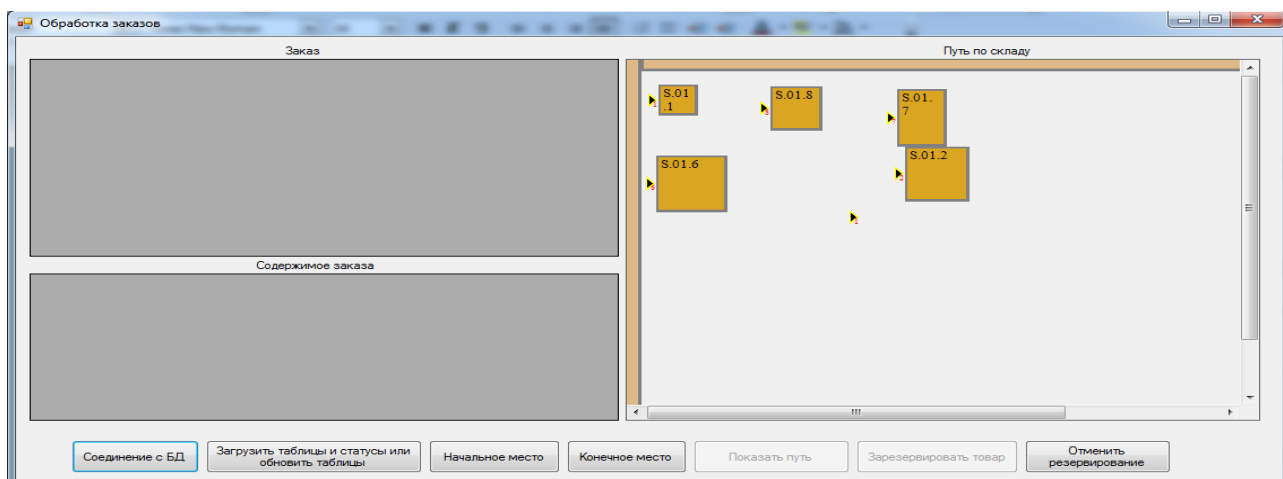 Обработка заказов
Заказ
Путь по складу
S.01
.1
S.01.8
S.01.
7
S.01.6
S.01.2
1
Содержимое заказа
Соединение с БД
Загрузить таблицы и статусы или
обновить таблицы
Начальное место
Конечное место
Показать путь
Зарезервировать товар
Отменить
резервирование